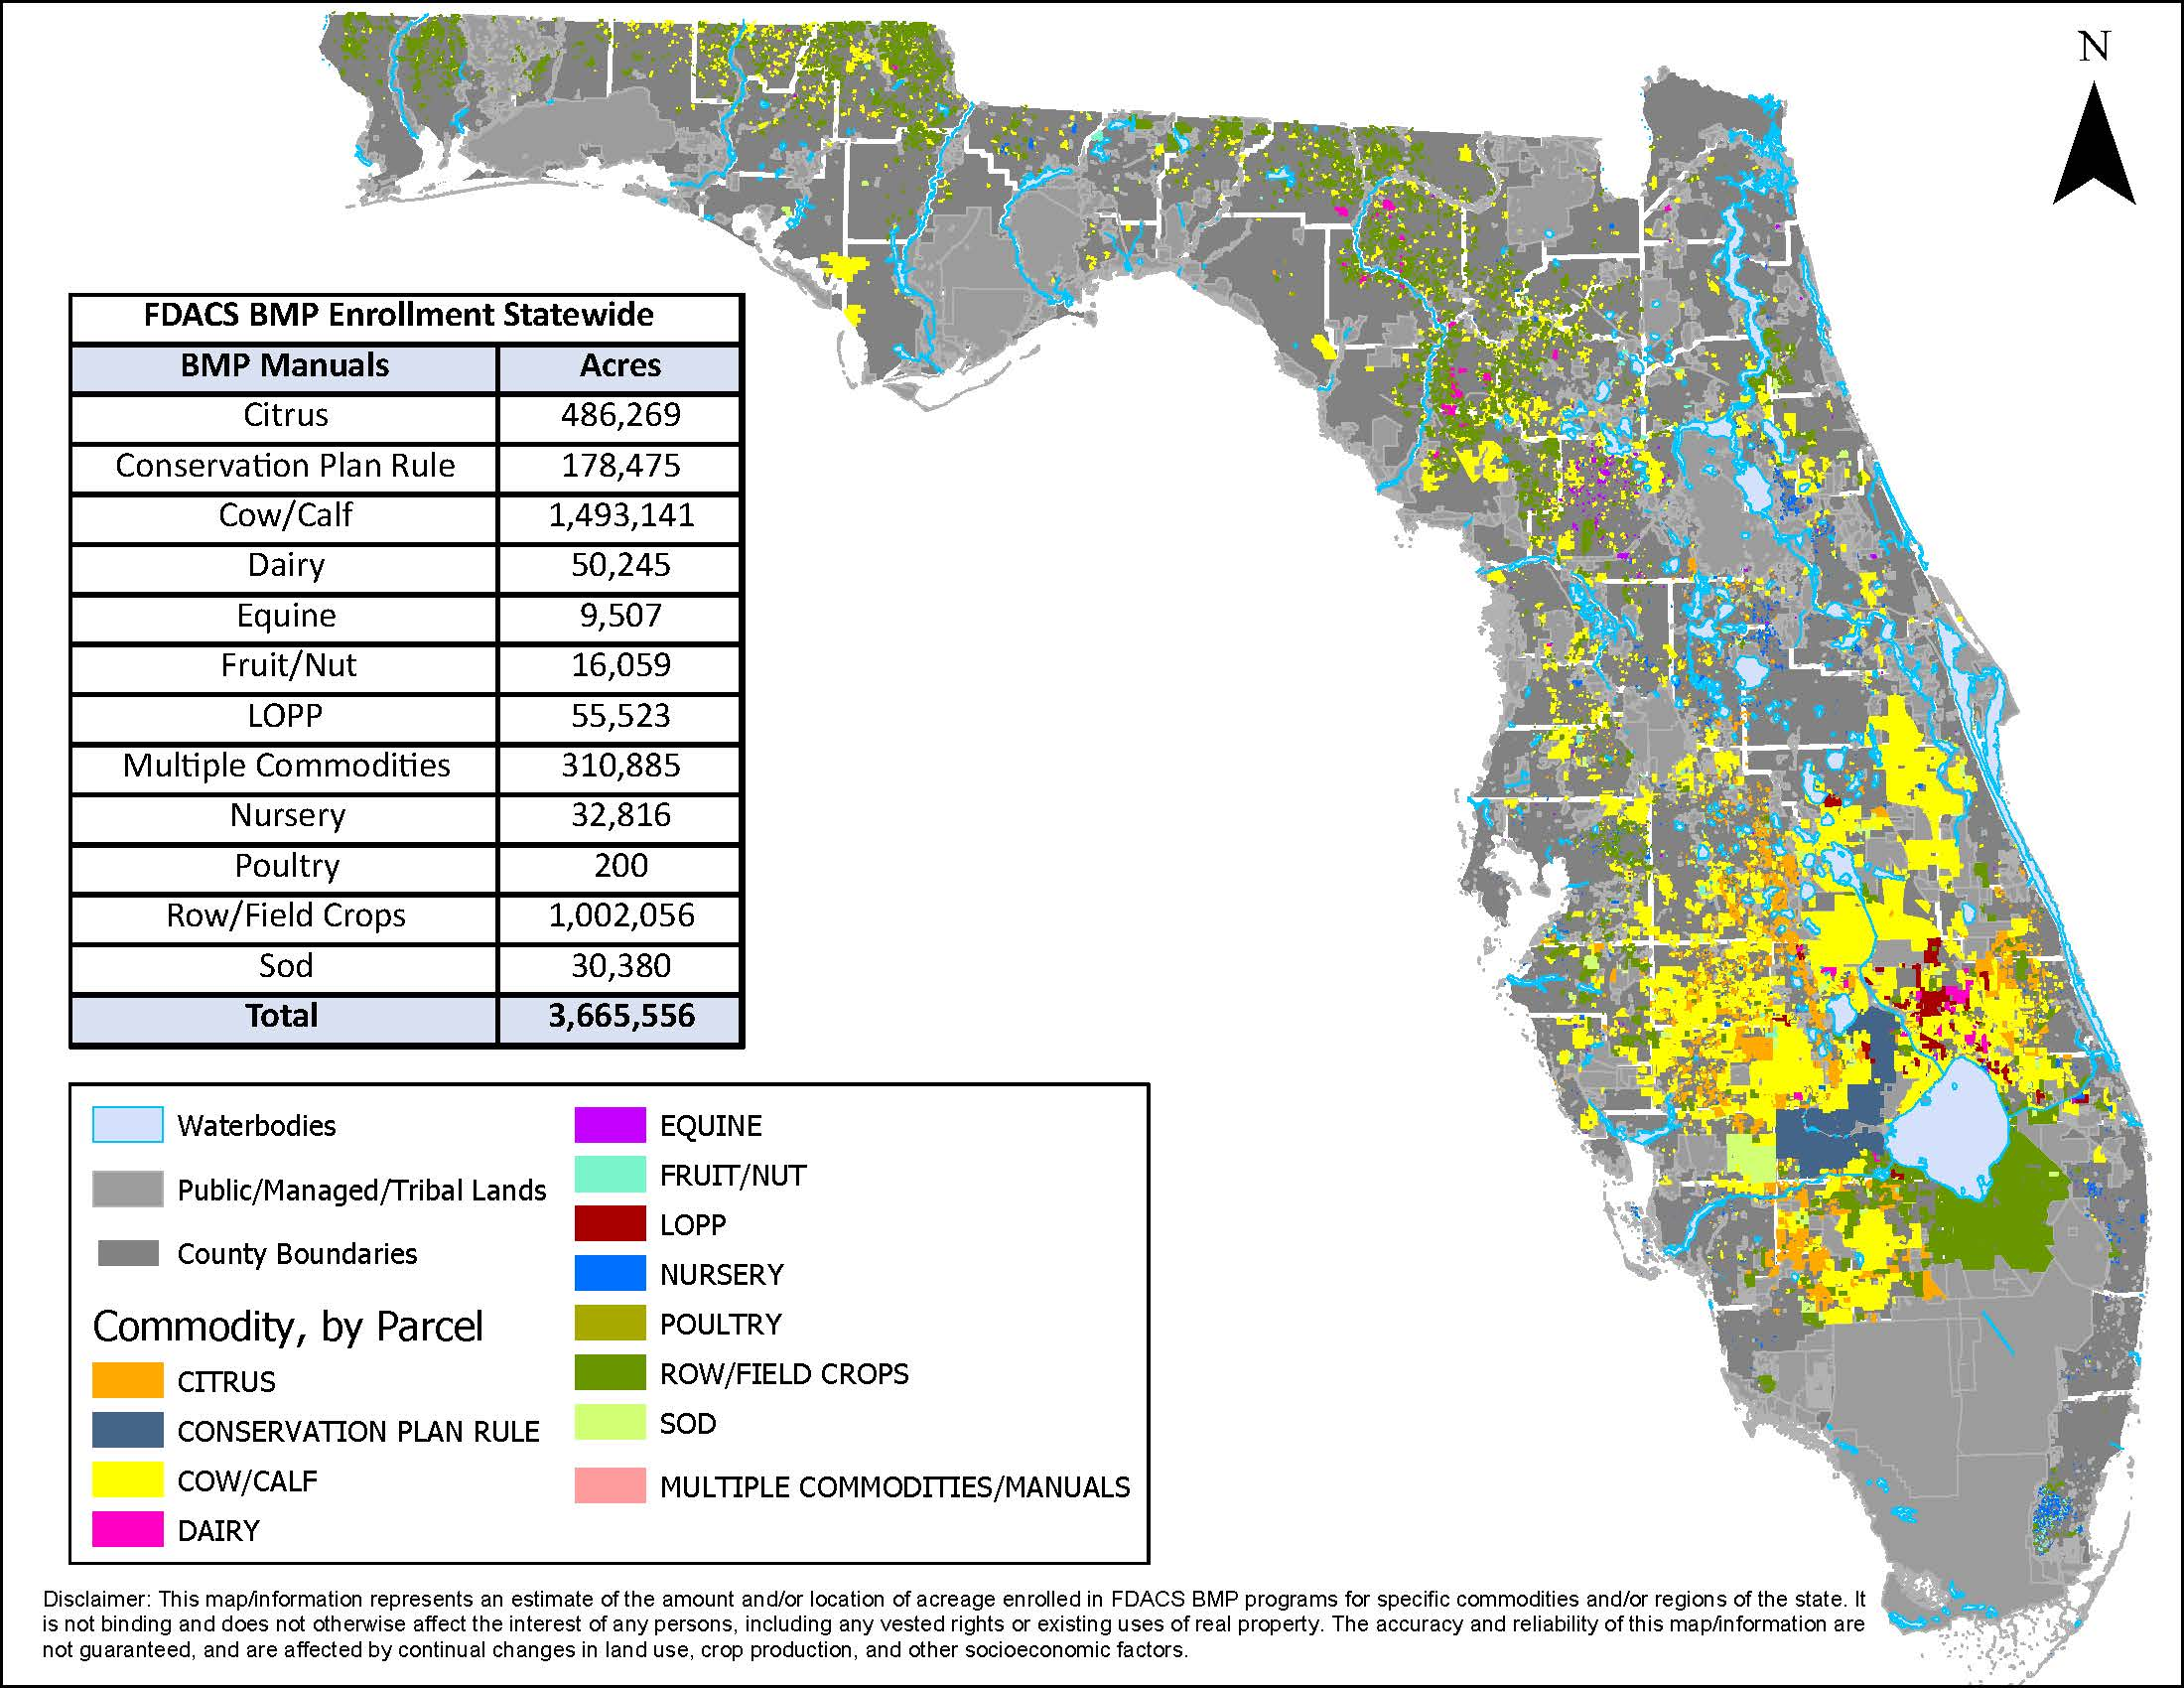 N
FDACS BMP Enrollment Statewide
BMP Manuals Acres
Citrus 486,269
Conservation Plan Rule 178,475
Cow/Calf 1,493,141
Dairy 50,245
Equine 9,507
Fruit/Nut 16,059
LOPP 55,523
Multiple Commodities 310,885
Nursery 32,816
Poultry 200
Row/Field Crops 1,002,056
Sod 30,380
Total 3,665,556
Waterbodies
Public/Managed/Tribal Lands
County Boundaries
Commodity, by Parcel
CITRUS
CONSERVATION PLAN RULE
COW/CALF
DAIRY
EQUINE
FRUIT/NUT
LOPP
NURSERY
POULTRY
ROW/FIELD CROPS
SOD
MULTIPLE COMMODITIES/MANUALS
Disclaimer: This map/information represents an estimate of the amount and/or location of acreage enrolled in FDACS BMP programs for specific commodities and/or regions of the state. It
is not binding and does not otherwise affect the interest of any persons, including any vested rights or existing uses of real property. The accuracy and reliability of this map/information are
not guaranteed, and are affected by continual changes in land use, crop production, and other socioeconomic factors.